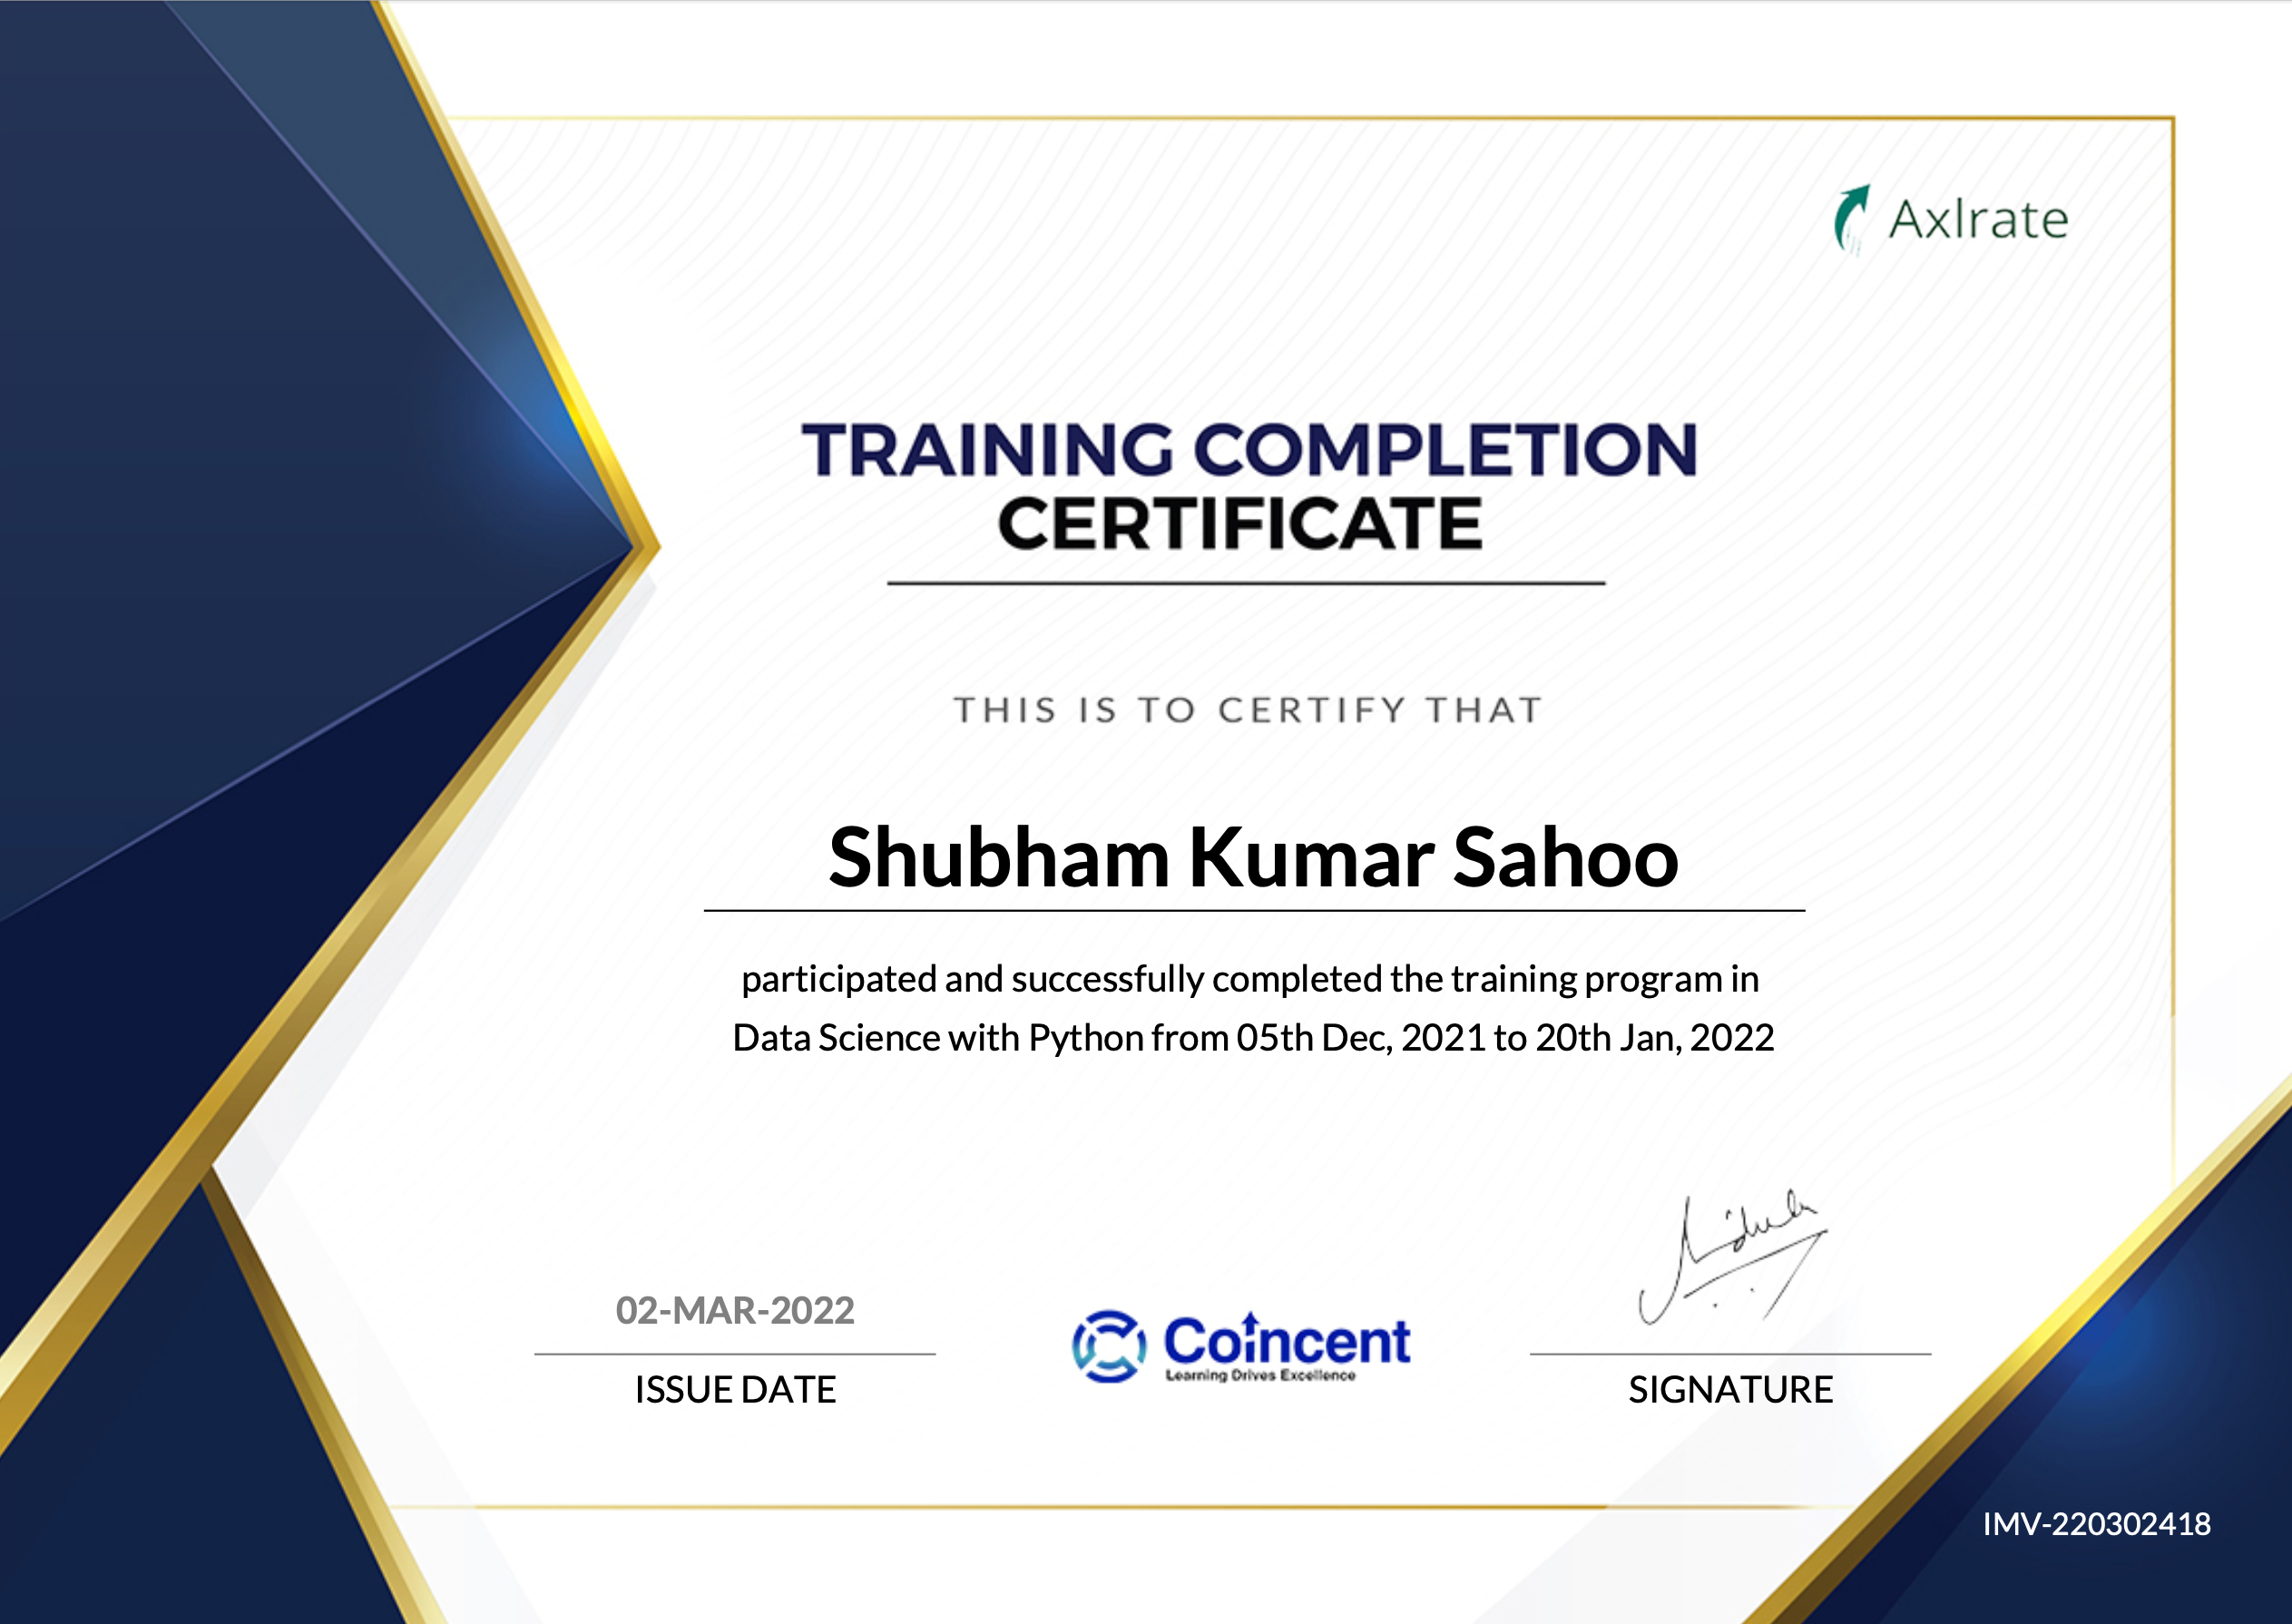 Axlrate
TRAINING COMPLETION
CERTIFICATE
THIS IS TO CERTIFY THAT
Shubham Kumar Sahoo
participated and successfully completed the training program in
Data Science with Python from 05th Dec, 2021 to 20th Jan, 2022
02-MAR-2022
ISSUE DATE
Coincent
Learning Drives Excellence
SIGNATURE
IMV-220302418